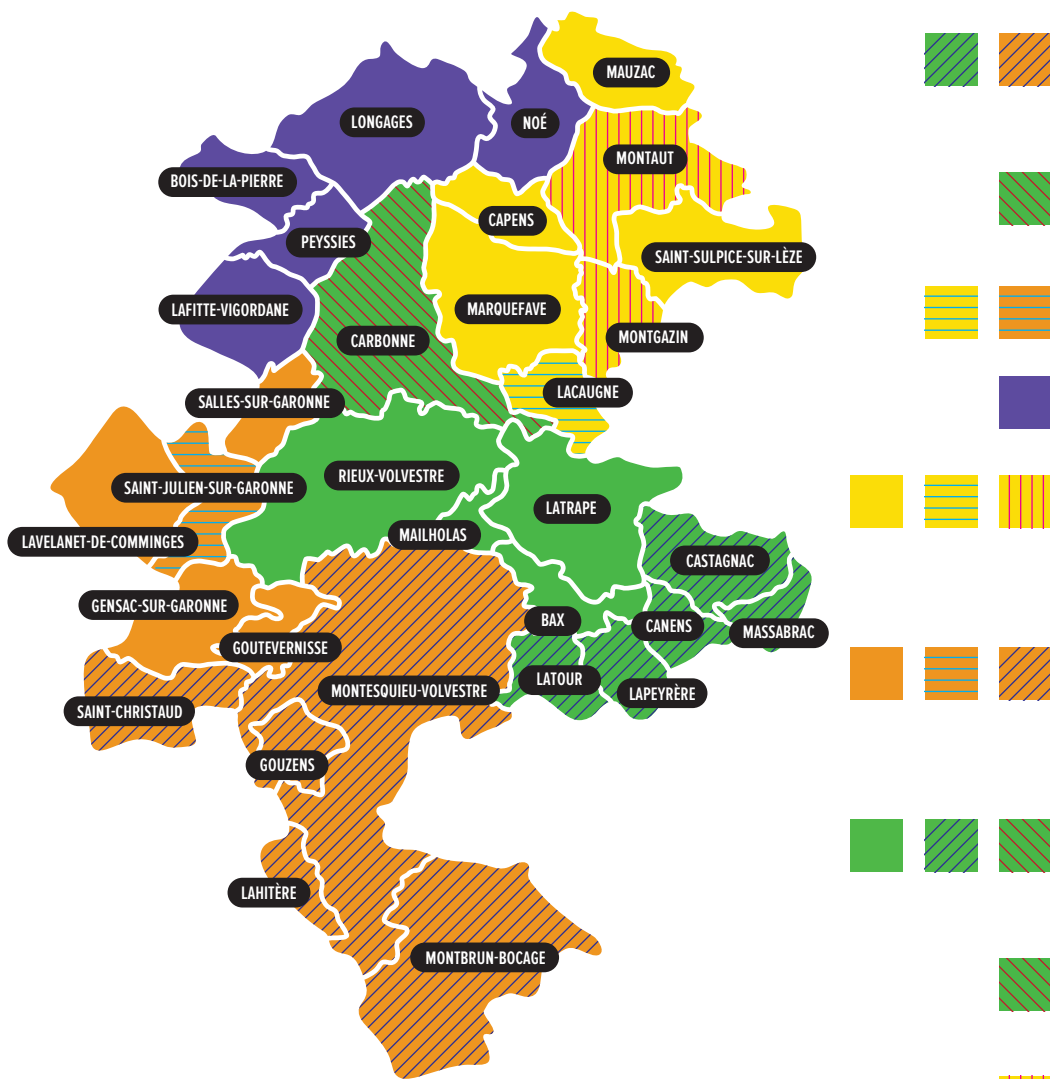 MAUZAC
LONGAGES
NOÉ
MONTAUT
BOIS-DE-LA-PIERRE
CAPENS
PEYSSIES
SAINT-SULPICE-SUR-LÈZE
LAFITTE-VIGORDANE
MARQUEFAVE
CARBONNE
MONTGAZIN
LACAUGNE
SALLES-SUR-GARONNE
RIEUX-VOLVESTRE
SAINT-JULIEN-SUR-GARONNE
LATRAPE
MAILHOLAS
LAVELANET-DE-COMMINGES
CASTAGNAC
GENSAC-SUR-GARONNE
BAX
CANENS
MASSABRAC
GOUTEVERNISSE
LATOUR
MONTESQUIEU-VOLVESTRE
LAPEYRÈRE
SAINT-CHRISTAUD
GOUZENS
LAHITÈRE
MONTBRUN-BOCAGE